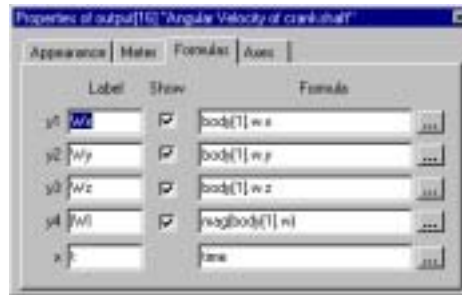 Properties of output[16] "Angular Velocity of crankshaft"
Appearance Meter Formulas Axes
Label Show Formula
y1 Wx body[1].w.x ...
y2 Wy body[1].w.y ...
y3 Wz body[1].w.z ...
y4 |W| mag(body[1].w) ...
x t time ...